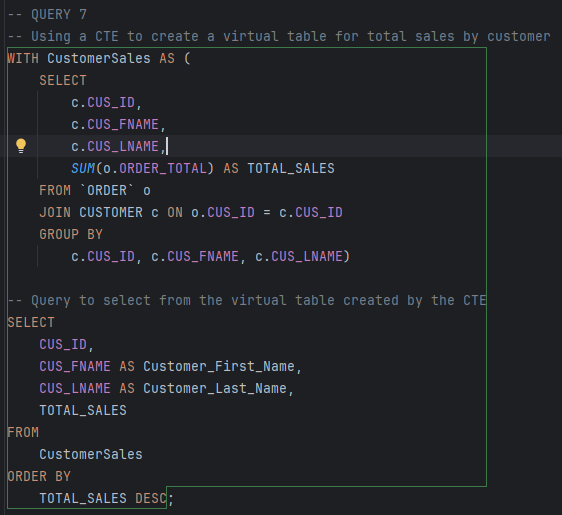 -- QUERY 7
-- Using a CTE to create a virtual table for total sales by customer
WITH CustomerSales AS (
    SELECT
        c.CUS_ID,
        c.CUS_FNAME,
        c.CUS_LNAME,
        SUM(o.ORDER_TOTAL) AS TOTAL_SALES
    FROM `ORDER` o
    JOIN CUSTOMER c ON o.CUS_ID = c.CUS_ID
    GROUP BY
        c.CUS_ID, c.CUS_FNAME, c.CUS_LNAME)

-- Query to select from the virtual table created by the CTE
SELECT
    CUS_ID,
    CUS_FNAME AS Customer_First_Name,
    CUS_LNAME AS Customer_Last_Name,
    TOTAL_SALES
FROM
    CustomerSales
ORDER BY
    TOTAL_SALES DESC;